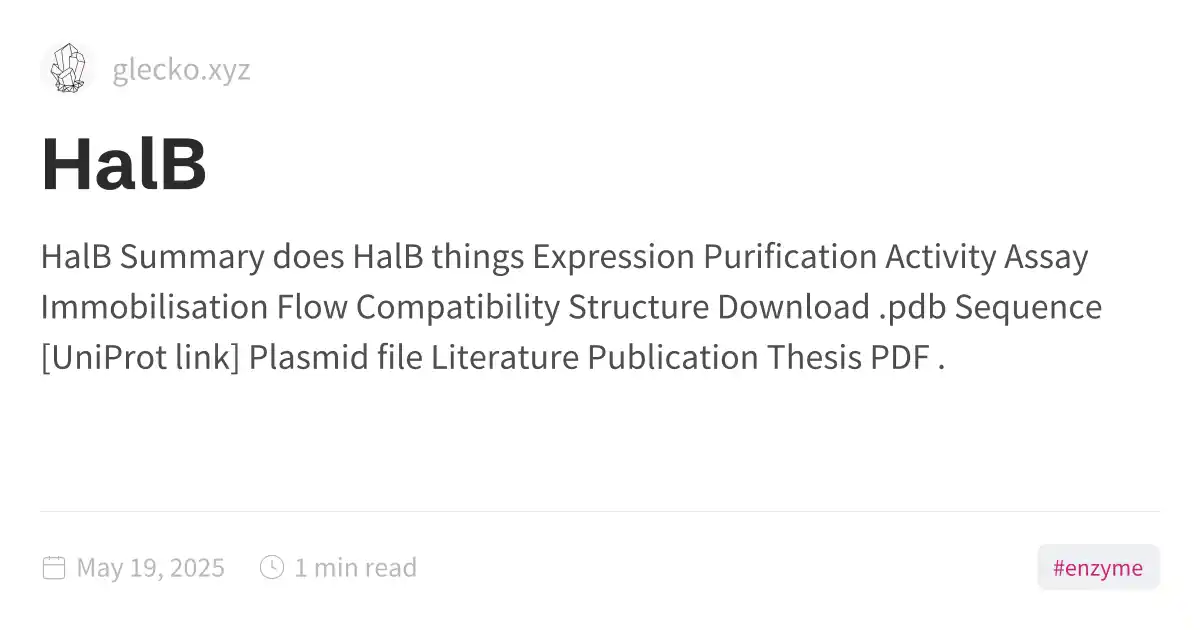 glecko.xyz
HalB
HalB Summary does HalB things Expression Purification Activity Assay
Immobilisation Flow Compatibility Structure Download .pdb Sequence
[UniProt link] Plasmid file Literature Publication Thesis PDF .
May 19, 2025 1 min read #enzyme